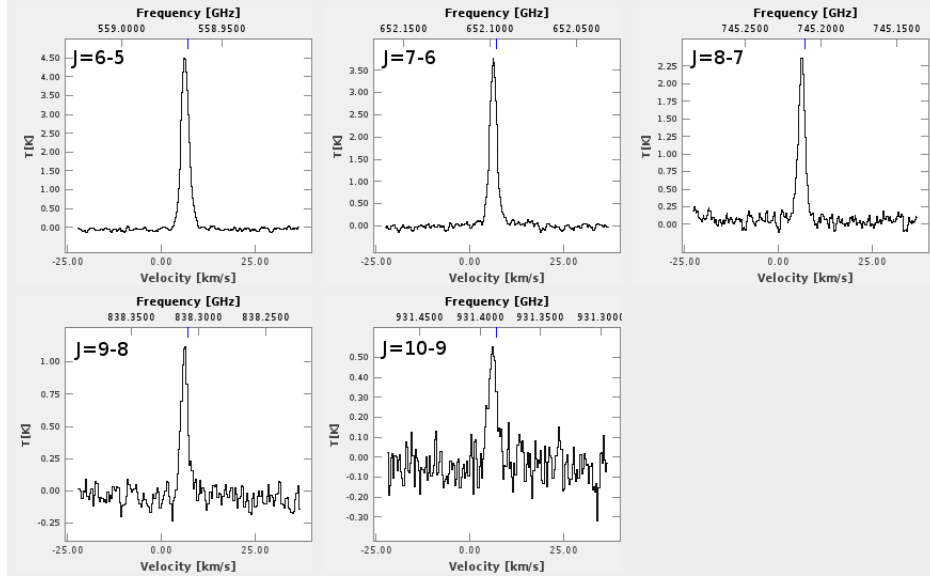 Frequency [GHz]
559.0000 558.9500
J=6-5
4.50
4.00
3.50
3.00
2.50
2.00
1.50
1.00
0.50
0.00
T[K]
-25.00 0.00 25.00
Velocity [km/s]
Frequency [GHz]
652.1500 652.1000 652.0500
J=7-6
3.50
3.00
2.50
2.00
1.50
1.00
0.50
0.00
T[K]
-25.00 0.00 25.00
Velocity [km/s]
Frequency [GHz]
745.2500 745.2000 745.1500
J=8-7
2.25
2.00
1.75
1.50
1.25
1.00
0.75
0.50
0.25
0.00
T[K]
-25.00 0.00 25.00
Velocity [km/s]
Frequency [GHz]
838.3500 838.3000 838.2500
J=9-8
1.00
0.75
0.50
0.25
0.00
-0.25
T[K]
-25.00 0.00 25.00
Velocity [km/s]
Frequency [GHz]
931.4500 931.4000 931.3500 931.3000
J=10-9
0.50
0.40
0.30
0.20
0.10
0.00
-0.10
-0.20
-0.30
T[K]
-25.00 0.00 25.00
Velocity [km/s]